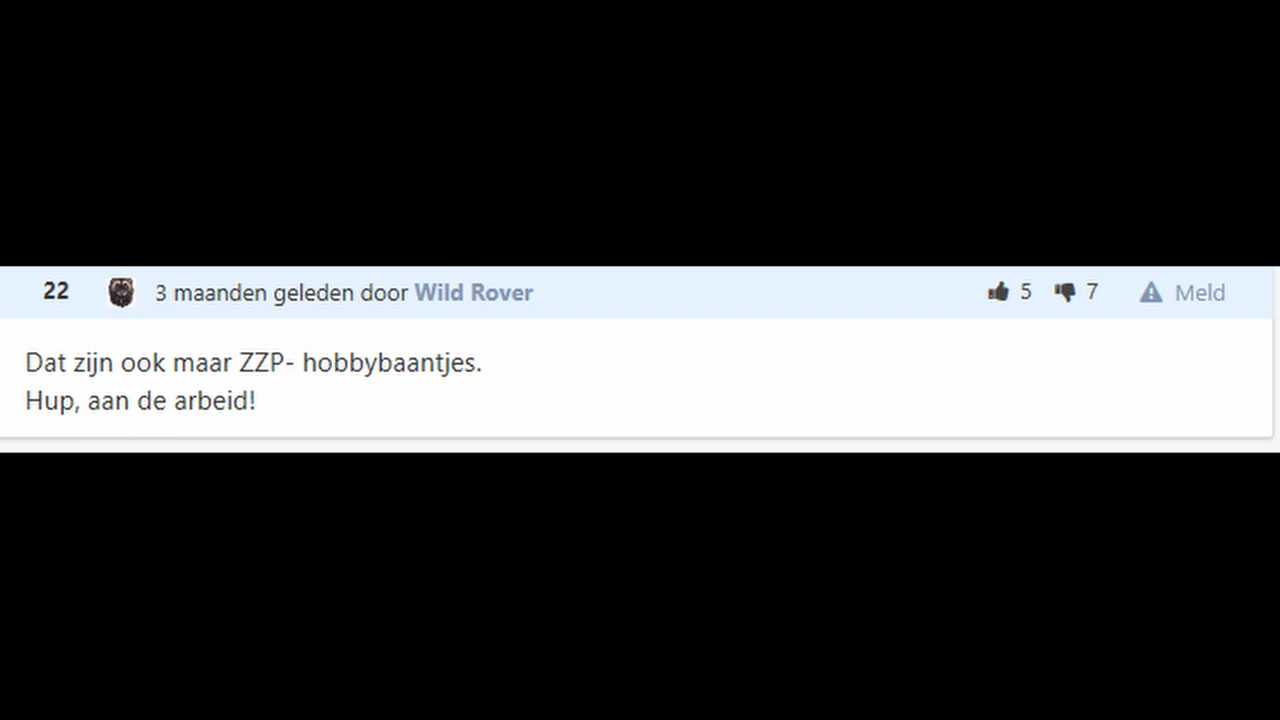 22 3 maanden geleden door Wild Rover 5 7 Meld
Dat zijn ook maar ZZP- hobbybaantjes.
Hup, aan de arbeid!